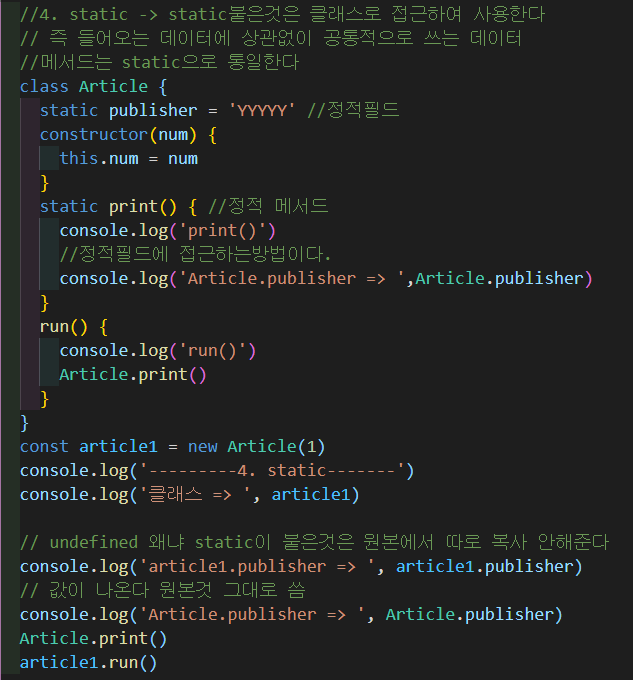 //4. static -> static붙은것은 클래스로 접근하여 사용한다
// 즉 들어오는 데이터에 상관없이 공통적으로 쓰는 데이터
//메서드는 static으로 통일한다
class Article {
  static publisher = 'YYYYY' //정적필드
  constructor(num) {
    this.num = num
  }
  static print() { //정적 메서드
    console.log('print()')
    //정적필드에 접근하는방법이다.
    console.log('Article.publisher => ',Article.publisher)
  }
  run() {
    console.log('run()')
    Article.print()
  }
}
const article1 = new Article(1)
console.log('---------4. static-------')
console.log('클래스 => ', article1)

// undefined 왜냐 static이 붙은것은 원본에서 따로 복사 안해준다
console.log('article1.publisher => ', article1.publisher)
// 값이 나온다 원본것 그대로 씀
console.log('Article.publisher => ', Article.publisher)
Article.print()
article1.run()